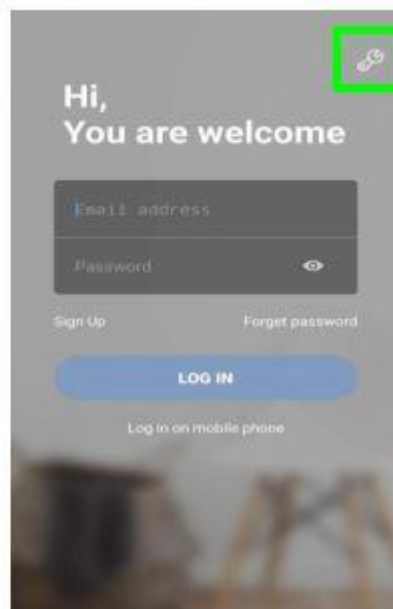 Hi,
You are welcome
Email address
Password
Sign Up Forget password
LOG IN
Log in on mobile phone